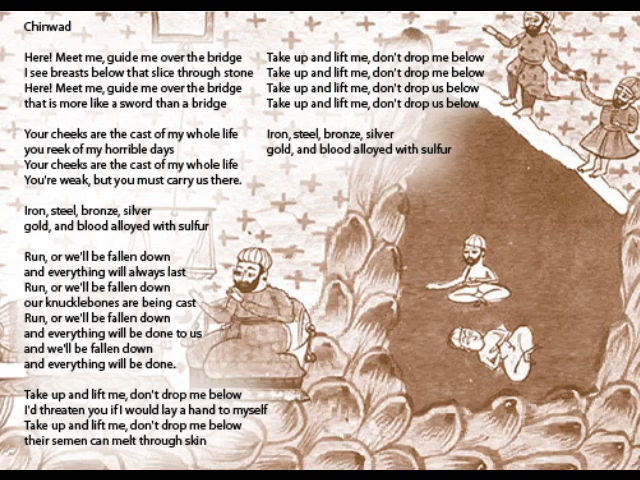 Chinwad
Here! Meet me, guide me over the bridge
I see breasts below that slice through stone
Here! Meet me, guide me over the bridge
that is more like a sword than a bridge
Your cheeks are the cast of my whole life
you reek of my horrible days
Your cheeks are the cast of my whole life
You're weak, but you must carry us there.
Iron, steel, bronze, silver
gold, and blood alloyed with sulfur
Run, or we'll be fallen down
and everything will always last
Run, or we'll be fallen down
our knucklebones are being cast
Run, or we'll be fallen down
and everything will be done to us
and we'll be fallen down
and everything will be done.
Take up and lift me, don't drop me below
I'd threaten you if I would lay a hand to myself
Take up and lift me, don't drop me below
their semen can melt through skin
Take up and lift me, don't drop me below
Take up and lift me, don't drop me below
Take up and lift me, don't drop us below
Take up and lift me, don't drop us below
Iron, steel, bronze, silver
gold, and blood alloyed with sulfur